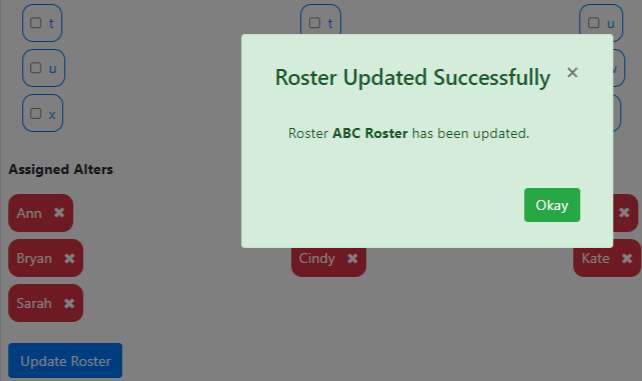 t t u
u
x
Roster Updated Successfully ×
Roster ABC Roster has been updated.
Okay
Assigned Alters
Ann ✖ ✖
Bryan ✖ Cindy ✖ Kate ✖
Sarah ✖
Update Roster